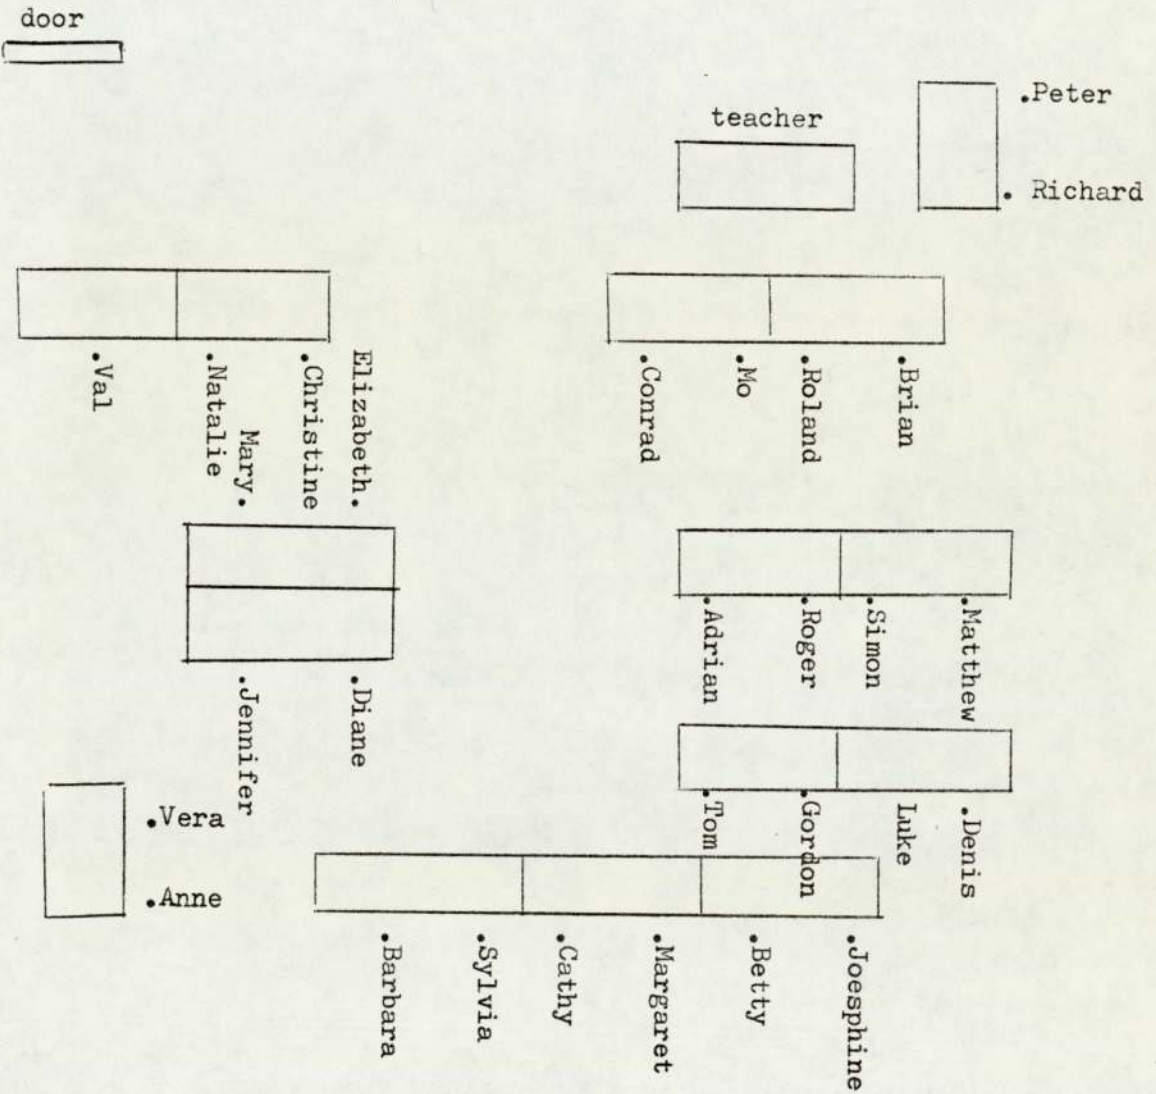 door
.Peter
teacher
. Richard
.Val
.Natalie
.Christine
Elizabeth.
Mary.
.Conrad
.Mo
.Roland
.Brian
.Adrian
.Roger
.Simon
.Matthew
.Jennifer
.Diane
.Tom
.Gordon
Luke
.Denis
.Vera
.Anne
.Barbara
.Sylvia
.Cathy
.Margaret
.Betty
.Joesphine